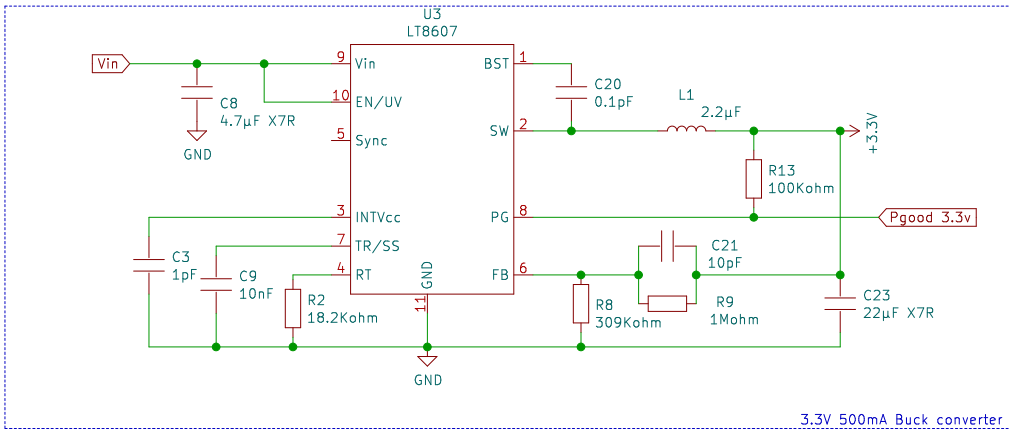 U3
LT8607
Vin
9
Vin
BST
1
C20
0.1pF
C8
4.7µF X7R
GND
10
EN/UV
L1
2.2µF
5
Sync
SW
2
+3.3V
R13
100Kohm
3
INTVcc
PG
8
Pgood 3.3v
7
TR/SS
C3
1pF
C9
10nF
4
RT
GND
11
FB
6
C21
10pF
R2
18.2Kohm
R8
309Kohm
R9
1Mohm
C23
22µF X7R
GND
3.3V 500mA Buck converter